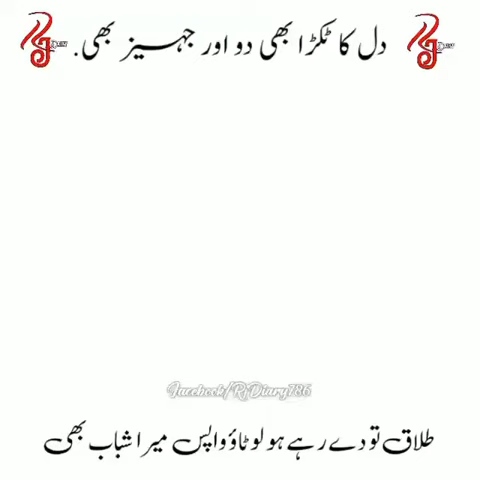 دل کا ٹکڑا بھی دو اور جہیز بھی.
Facebook/RjDiary786
طلاق تو دے رہے ہو لوٹاؤ واپس میرا شباب بھی